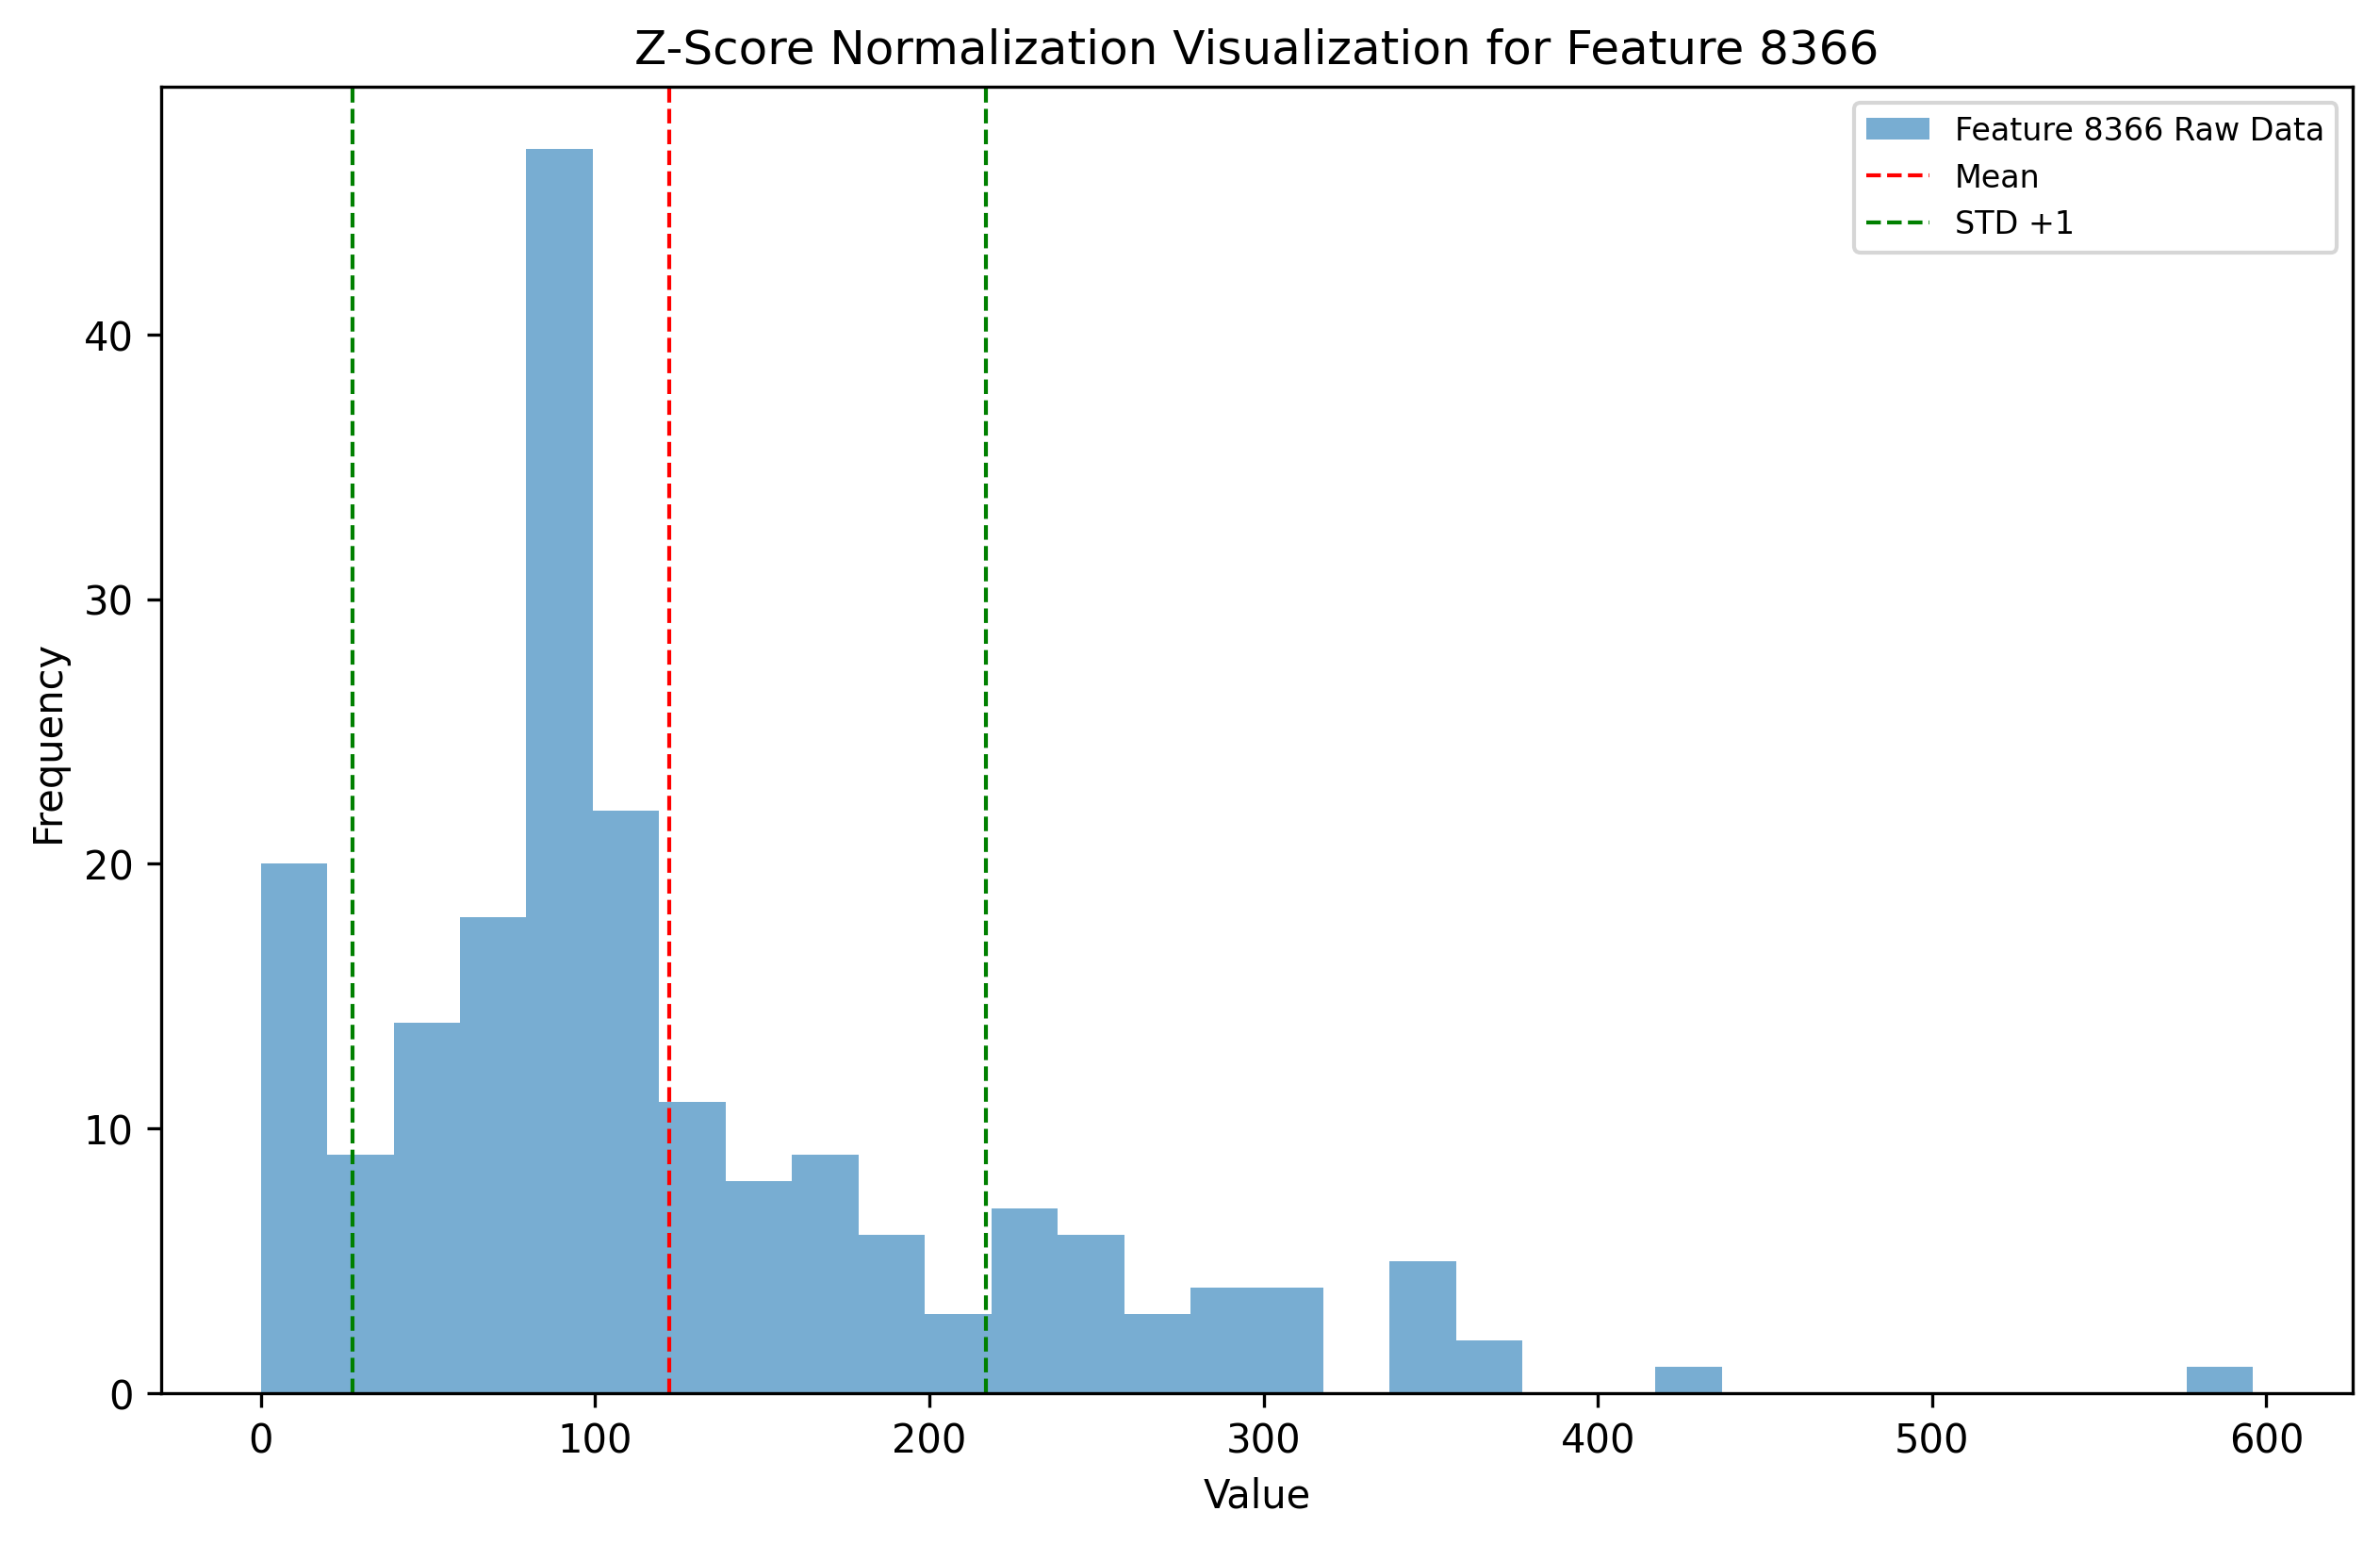 Z-Score Normalization Visualization for Feature 8366
Feature 8366 Raw Data
Mean
STD +1
40
30
20
10
0
Frequency
0 100 200 300 400 500 600
Value